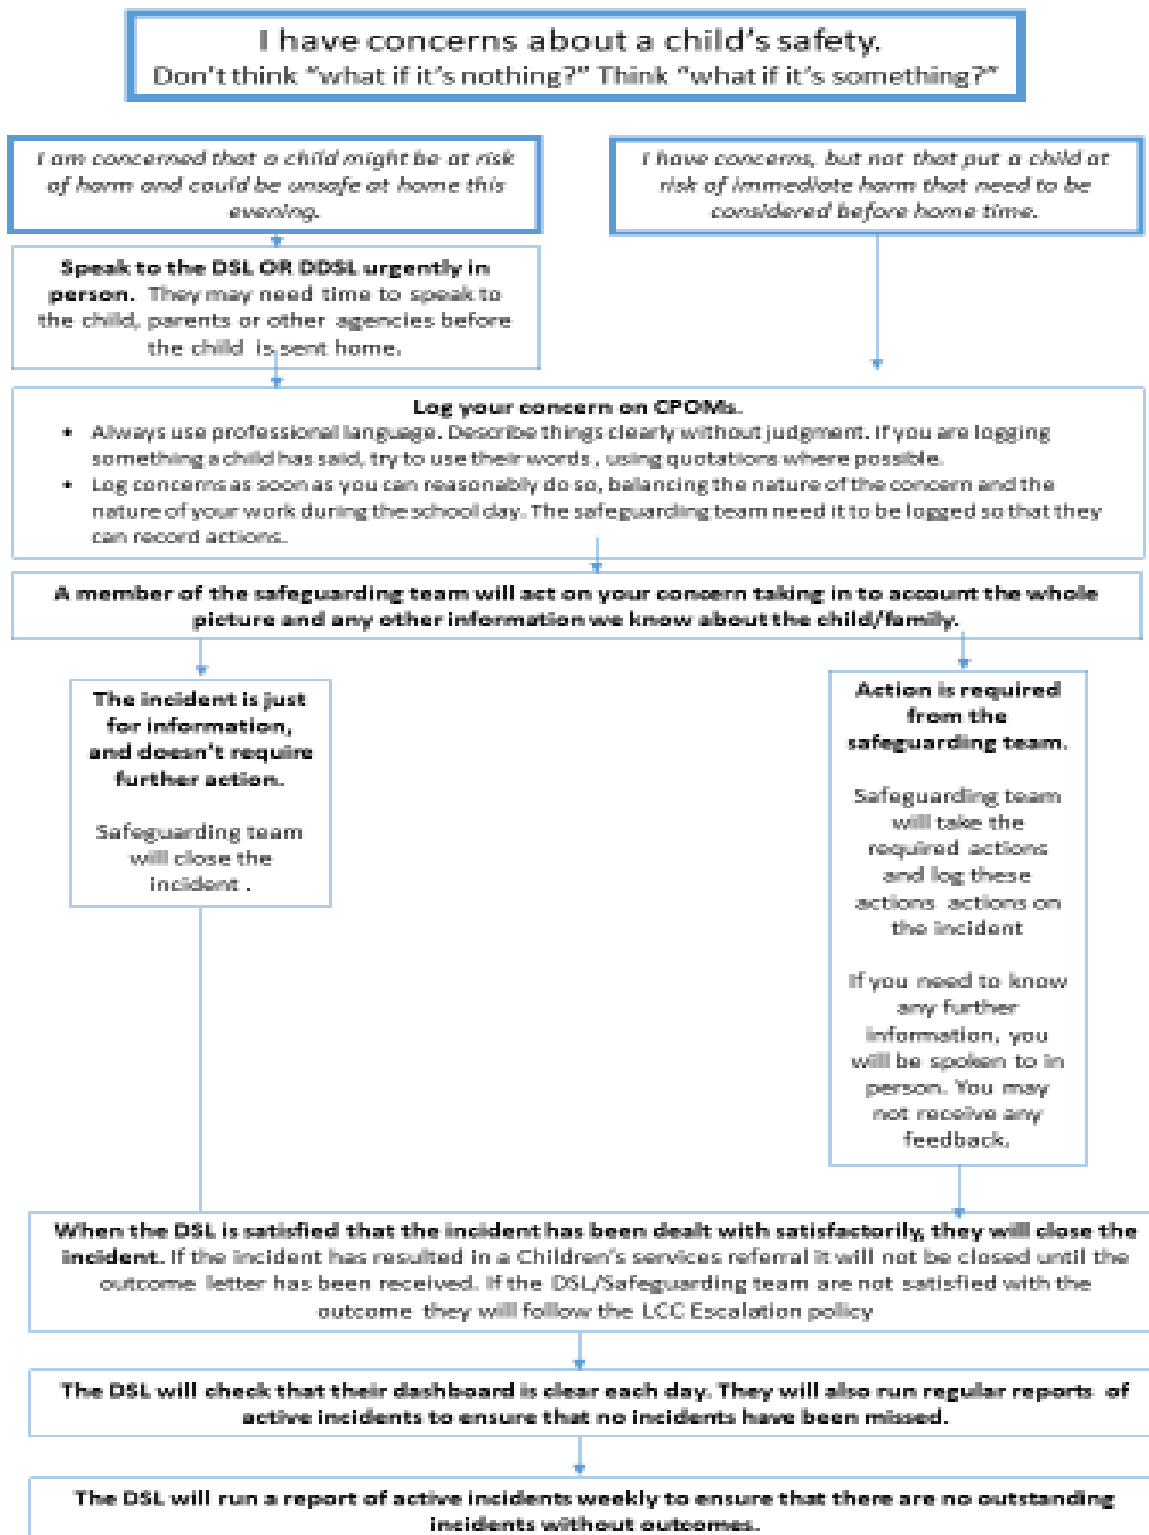 I have concerns about a child's safety.
Don't think "what if it's nothing?" Think "what if it's something?"
I am concerned that a child might be at risk
of harm and could be unsafe at home this
evening.
I have concerns, but not that put a child at
risk of immediate harm that need to be
considered before home time.
Speak to the DSL OR DDSL urgently in
person. They may need time to speak to
the child, parents or other agencies before
the child is sent home.
Log your concern on CPOMs.
• Always use professional language. Describe things clearly without judgment. If you are logging
something a child has said, try to use their words , using quotations where possible.
• Log concerns as soon as you can reasonably do so, balancing the nature of the concern and the
nature of your work during the school day. The safeguarding team need it to be logged so that they
can record actions.
A member of the safeguarding team will act on your concern taking in to account the whole
picture and any other information we know about the child/family.
The incident is just
for information,
and doesn't require
further action.
Safeguarding team
will close the
incident .
Action is required
from the
safeguarding team.
Safeguarding team
will take the
required actions
and log these
actions actions on
the incident
If you need to know
any further
information, you
will be spoken to in
person. You may
not receive any
feedback.
When the DSL is satisfied that the incident has been dealt with satisfactorily, they will close the
incident. If the incident has resulted in a Children's services referral it will not be closed until the
outcome letter has been received. If the DSL/Safeguarding team are not satisfied with the
outcome they will follow the LCC Escalation policy
The DSL will check that their dashboard is clear each day. They will also run regular reports of
active incidents to ensure that no incidents have been missed.
The DSL will run a report of active incidents weekly to ensure that there are no outstanding
incidents without outcomes.